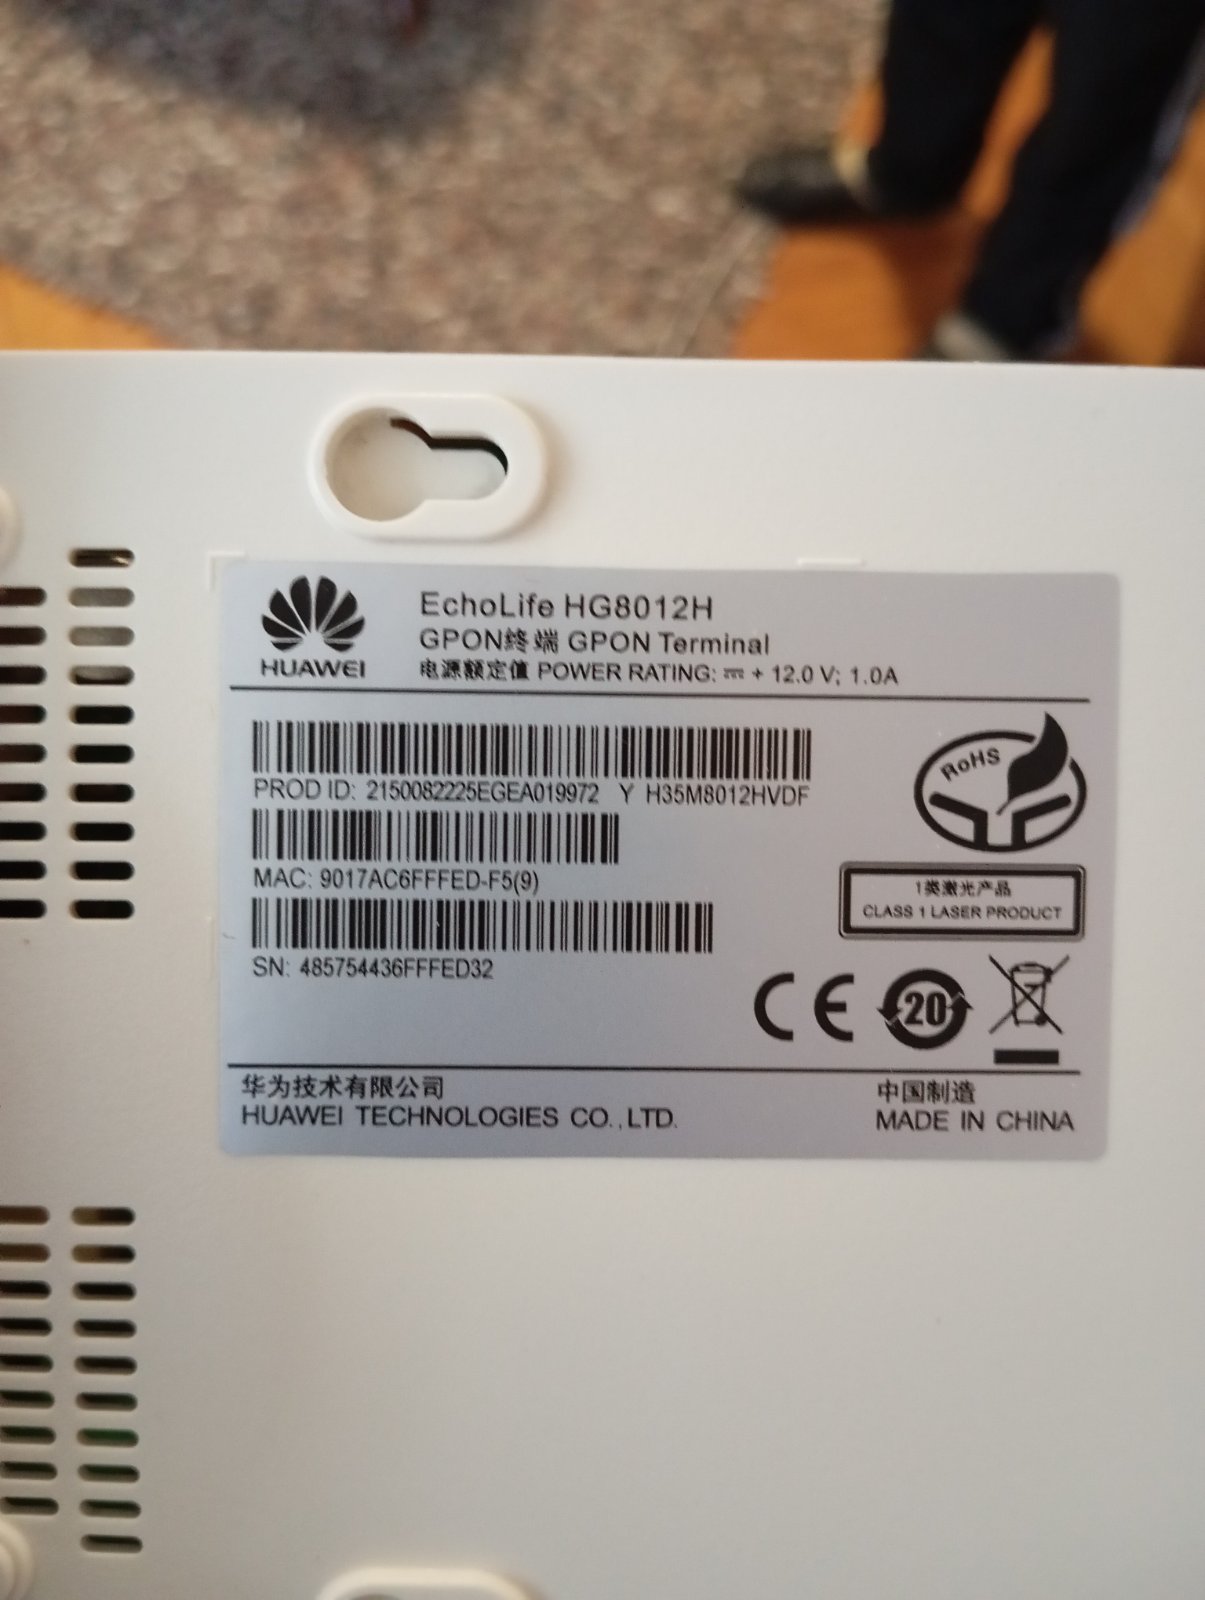 HUAWEI
EchoLife HG8012H
GPON终端 GPON Terminal
电源额定值 POWER RATING: ⎓ + 12.0 V; 1.0A
PROD ID: 2150082225EGEA019972 Y H35M8012HVDF
MAC: 9017AC6FFFED-F5(9)
SN: 485754436FFFED32
RoHS
1类激光产品
CLASS 1 LASER PRODUCT
CE
20
华为技术有限公司
HUAWEI TECHNOLOGIES CO.,LTD.
中国制造
MADE IN CHINA